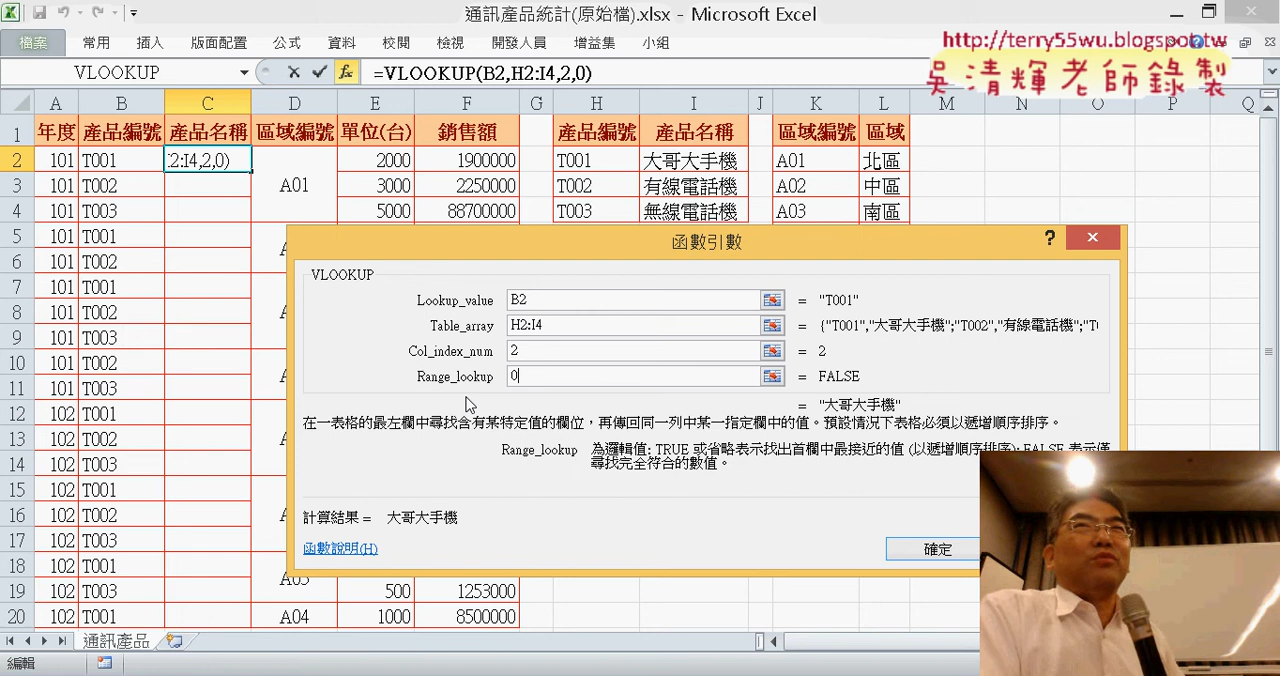 通訊產品統計(原始檔).xlsx - Microsoft Excel
檔案 常用 插入 版面配置 公式 資料 校閱 檢視 開發人員 增益集 小組
http://terry55wu.blogspot.tw
吳清輝老師錄製
VLOOKUP =VLOOKUP(B2,H2:I4,2,0)
A B C D E F G H I J K L M N O P Q
1 年度 產品編號 產品名稱 區域編號 單位(台) 銷售額 產品編號 產品名稱 區域編號 區域
2 101 T001 2:I4,2,0) 2000 1900000 T001 大哥大手機 A01 北區
3 101 T002 A01 3000 2250000 T002 有線電話機 A02 中區
4 101 T003 5000 88700000 T003 無線電話機 A03 南區
5 101 T001
6 101 T002
7 101 T001
8 101 T002
9 101 T003
10 101 T002
11 101 T003
12 102 T001
13 102 T002
14 102 T003
15 102 T001
16 102 T002
17 102 T003
18 102 T001
19 102 T003 A03 500 1253000
20 102 T001 A04 1000 8500000
函數引數
VLOOKUP
Lookup_value B2 = "T001"
Table_array H2:I4 = {"T001","大哥大手機";"T002","有線電話機";"T0
Col_index_num 2 = 2
Range_lookup 0 = FALSE
= "大哥大手機"
在一表格的最左欄中尋找含有某特定值的欄位，再傳回同一列中某一指定欄中的值。預設情況下表格必須以遞增順序排序。
Range_lookup 為邏輯值: TRUE 或省略表示找出首欄中最接近的值 (以遞增順序排序); FALSE 表示僅
尋找完全符合的數值。
計算結果 = 大哥大手機
函數說明(H)
確定
通訊產品
編輯